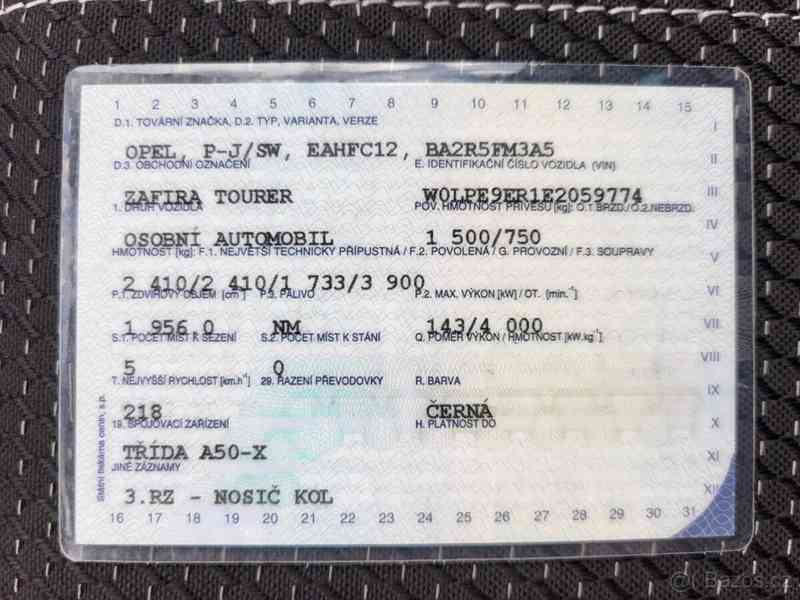 1 2 3 4 5 6 7 8 9 10 11 12 13 14 15
D.1. TOVÁRNÍ ZNAČKA, D.2. TYP, VARIANTA, VERZE
I
OPEL, P-J/SW, EAHFC12, BA2R5FM3A5
II
D.3. OBCHODNÍ OZNAČENÍ E. IDENTIFIKAČNÍ ČÍSLO VOZIDLA (VIN)
ZAFIRA TOURER W0LPE9ER1E2059774
III
1. DRUH VOZIDLA POV. HMOTNOST PŘÍVĚSU [kg]: O.1 BRZD./O.2 NEBRZD.
OSOBNÍ AUTOMOBIL 1 500/750
IV
HMOTNOST [kg]: F.1. NEJVĚTŠÍ TECHNICKY PŘÍPUSTNÁ / F.2. POVOLENÁ / G. PROVOZNÍ / F.3. SOUPRAVY
V
2 410/2 410/1 733/3 900
P.1. ZDVIHOVÝ OBJEM [cm³] P.3. PALIVO P.2. MAX. VÝKON [kW] / OT. [min.⁻¹]
VI
1 956.0 NM 143/4 000
VII
S.1. POČET MÍST K SEZENÍ S.2. POČET MÍST K STÁNÍ Q. POMĚR VÝKON / HMOTNOST [kW.kg⁻¹]
5 0
VIII
T. NEJVYŠŠÍ RYCHLOST [km.h⁻¹] 29. ŘAZENÍ PŘEVODOVKY R. BARVA
IX
218 ČERNÁ
19. SPOJOVACÍ ZAŘÍZENÍ H. PLATNOST DO
X
TŘÍDA A50-X
XI
JINÉ ZÁZNAMY
3.RZ - NOSIČ KOL
XII
16 17 18 19 20 21 22 23 24 25 26 27 28 29 30 31
Státní tiskárna cenin, s.p.
Bazoš.cz